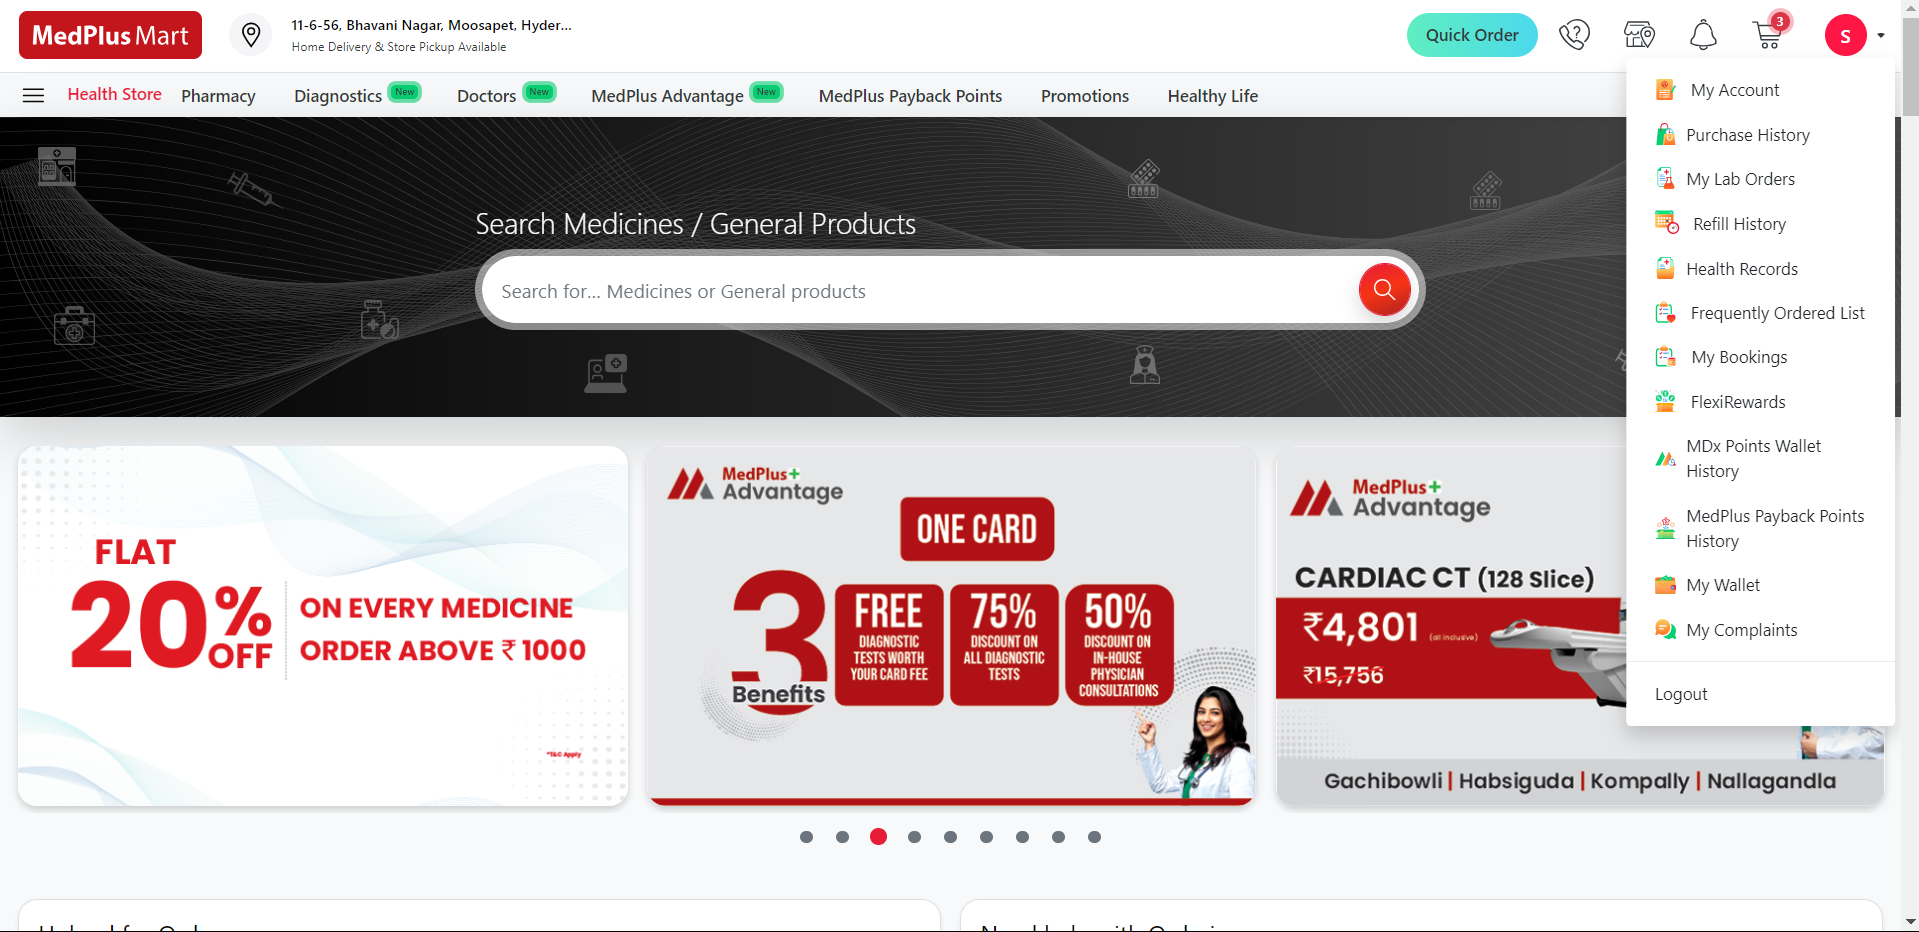 MedPlus Mart
11-6-56, Bhavani Nagar, Moosapet, Hyder...
Home Delivery & Store Pickup Available
Quick Order
3
S
Health Store
Pharmacy
Diagnostics New
Doctors New
MedPlus Advantage New
MedPlus Payback Points
Promotions
Healthy Life
My Account
Purchase History
My Lab Orders
Refill History
Health Records
Frequently Ordered List
My Bookings
FlexiRewards
MDx Points Wallet
History
MedPlus Payback Points
History
My Wallet
My Complaints
Logout
Search Medicines / General Products
Search for... Medicines or General products
FLAT
20%
OFF
ON EVERY MEDICINE
ORDER ABOVE ₹ 1000
*T&C Apply
MedPlus+
Advantage
ONE CARD
3
Benefits
FREE
DIAGNOSTIC
TESTS WORTH
YOUR CARD FEE
75%
DISCOUNT ON
ALL DIAGNOSTIC
TESTS
50%
DISCOUNT ON
IN-HOUSE
PHYSICIAN
CONSULTATIONS
MedPlus+
Advantage
CARDIAC CT (128 Slice)
₹4,801 (all inclusive)
₹15,756
Gachibowli | Habsiguda | Kompally | Nallagandla